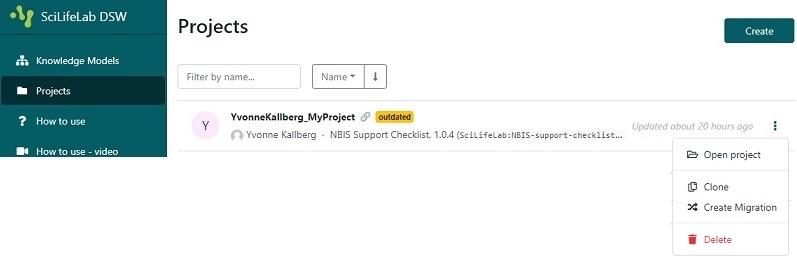 SciLifeLab DSW
Knowledge Models
Projects
How to use
How to use - video
Projects
Create
Filter by name...
Name
Y
YvonneKallberg_MyProject outdated
Yvonne Kallberg - NBIS Support Checklist, 1.0.4 (SciLifeLab:NBIS-support-checklist…
Updated about 20 hours ago
Open project
Clone
Create Migration
Delete